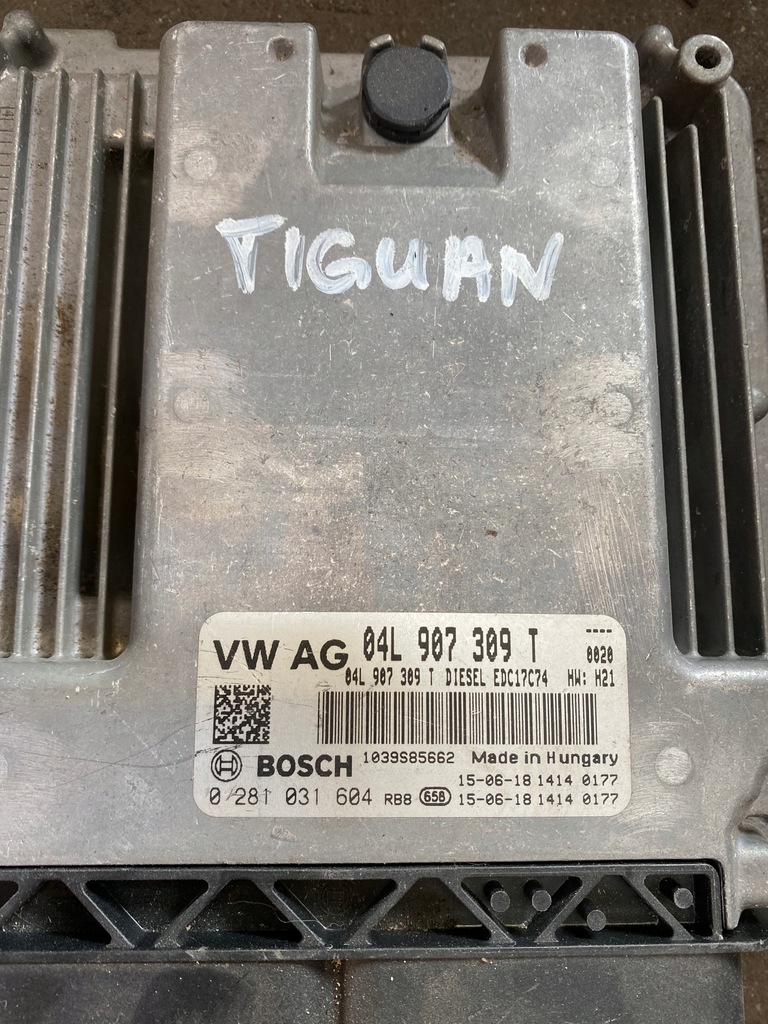 TIGUAN
VW AG 04L 907 309 T ----
0020
04L 907 309 T DIESEL EDC17C74 HW: H21
BOSCH 1039S85662 Made in Hungary
15-06-18 1414 0177
0 281 031 604 RB8 658 15-06-18 1414 0177